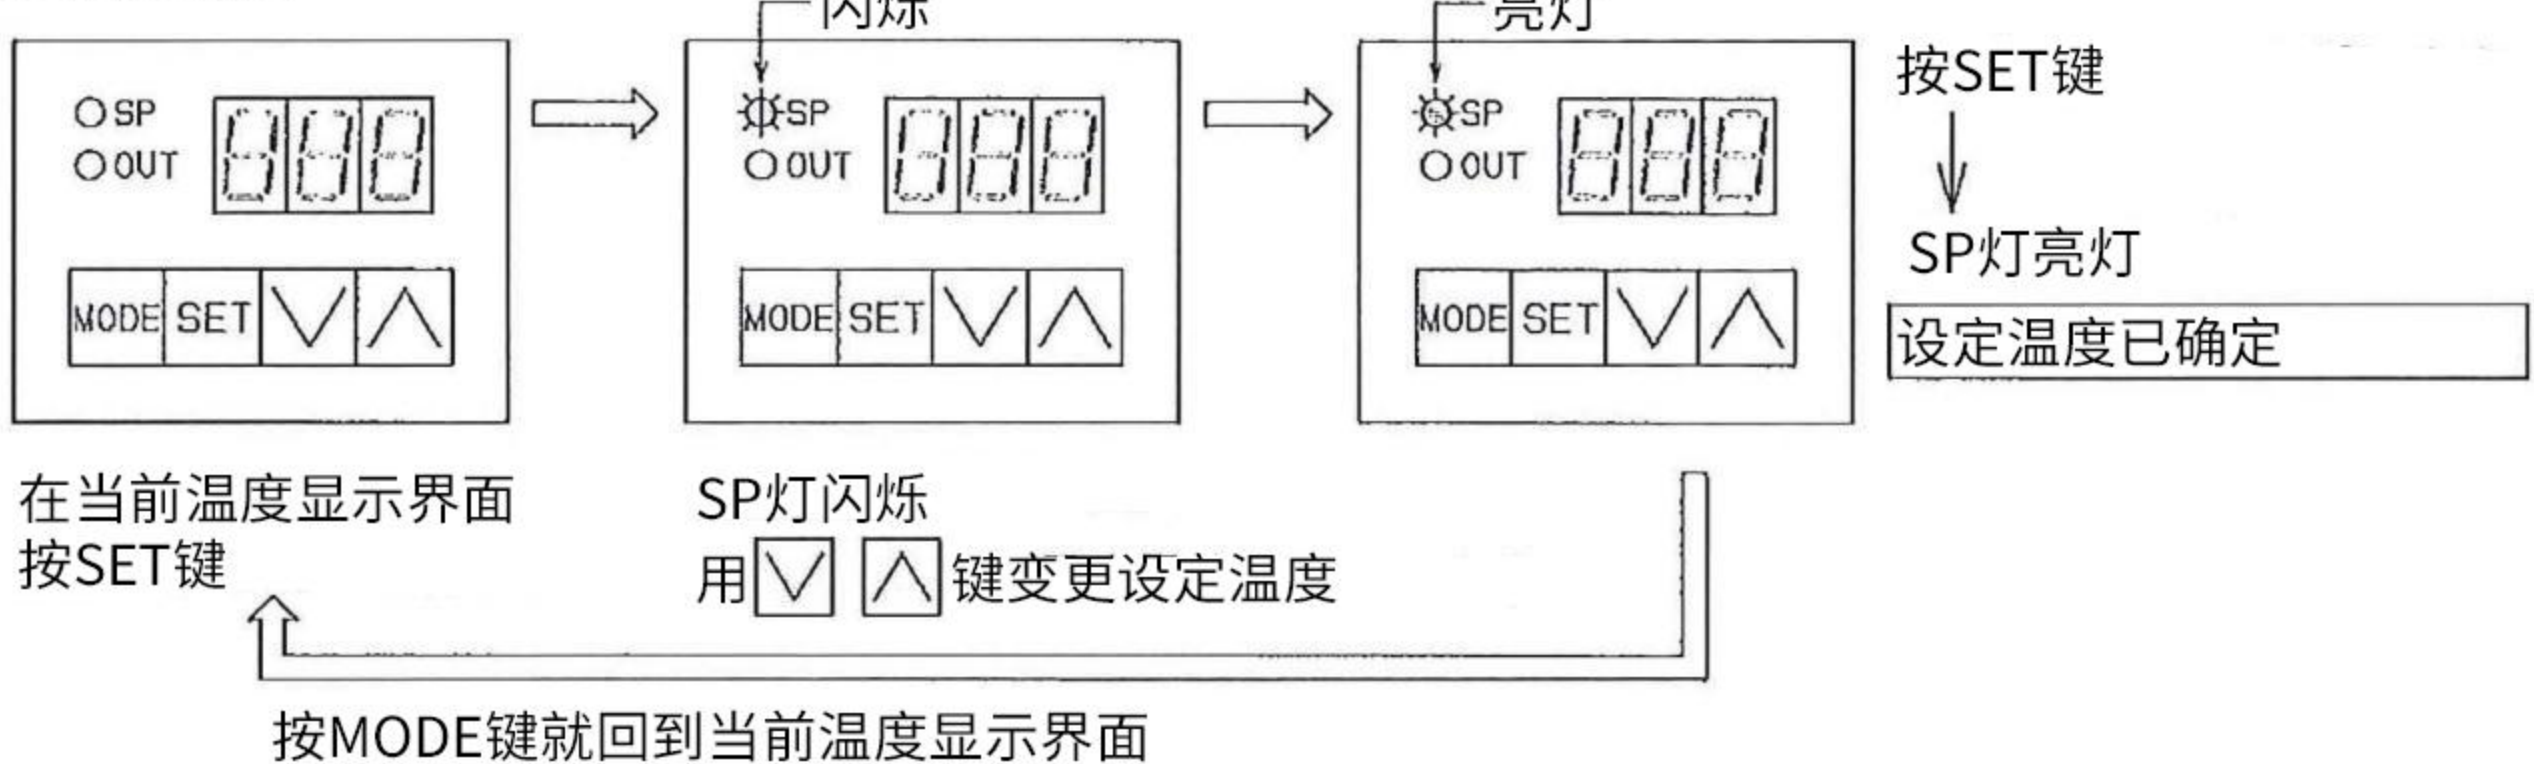 闪烁
亮灯
SP
OUT
MODE SET
SP
OUT
MODE SET
SP
OUT
MODE SET
按SET键
SP灯亮灯
设定温度已确定
在当前温度显示界面
按SET键
SP灯闪烁
用 键变更设定温度
按MODE键就回到当前温度显示界面